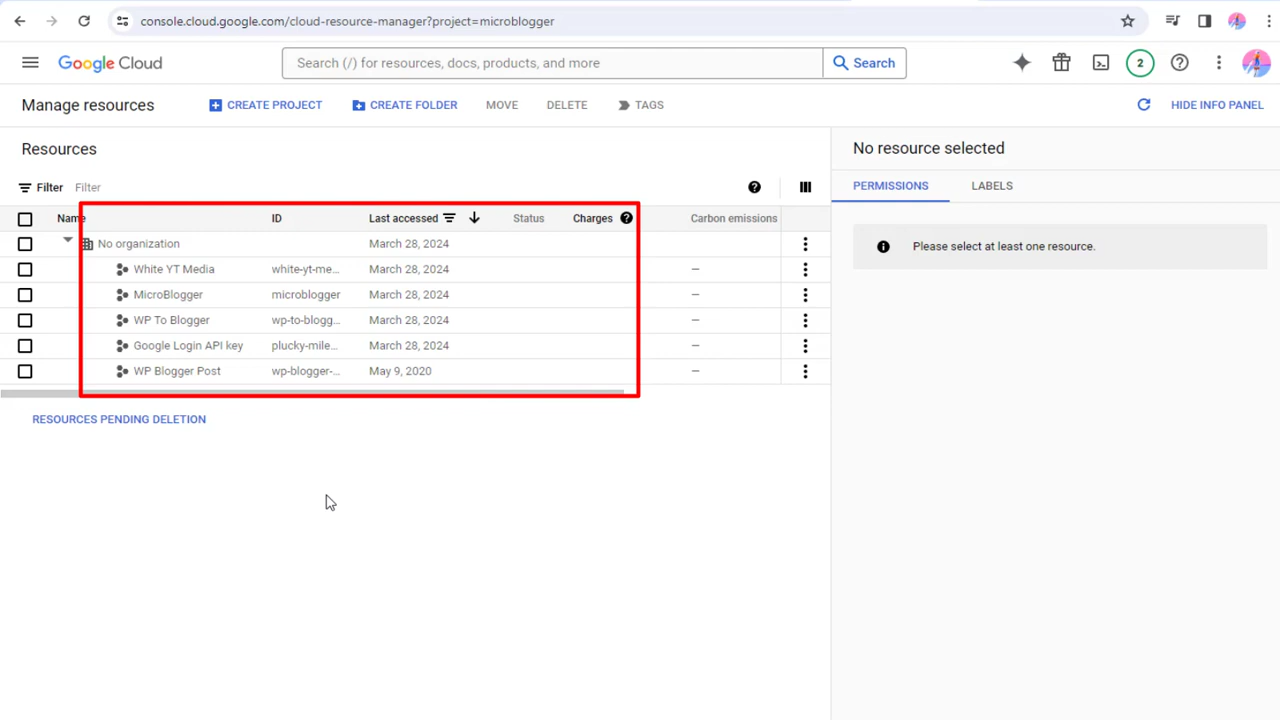 console.cloud.google.com/cloud-resource-manager?project=microblogger
Google Cloud
Search (/) for resources, docs, products, and more
Search
2
Manage resources
CREATE PROJECT
CREATE FOLDER
MOVE
DELETE
TAGS
HIDE INFO PANEL
Resources
Filter Filter
Name ID Last accessed Status Charges Carbon emissions
No organization March 28, 2024
White YT Media white-yt-me... March 28, 2024 –
MicroBlogger microblogger March 28, 2024 –
WP To Blogger wp-to-blogg... March 28, 2024 –
Google Login API key plucky-mile... March 28, 2024 –
WP Blogger Post wp-blogger-... May 9, 2020 –
RESOURCES PENDING DELETION
No resource selected
PERMISSIONS LABELS
Please select at least one resource.